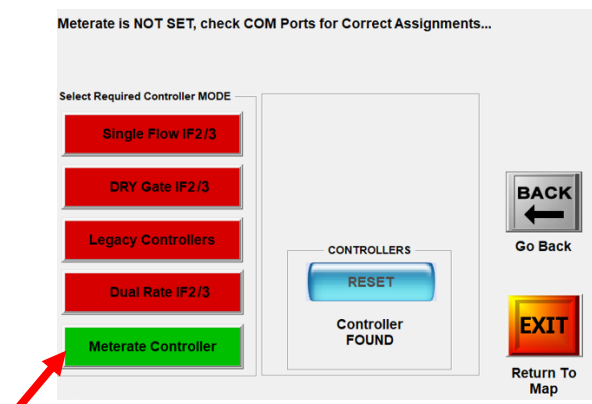 Meterate is NOT SET, check COM Ports for Correct Assignments...
Select Required Controller MODE
Single Flow IF2/3
DRY Gate IF2/3
Legacy Controllers
Dual Rate IF2/3
Meterate Controller
CONTROLLERS
RESET
Controller
FOUND
BACK
Go Back
EXIT
Return To
Map